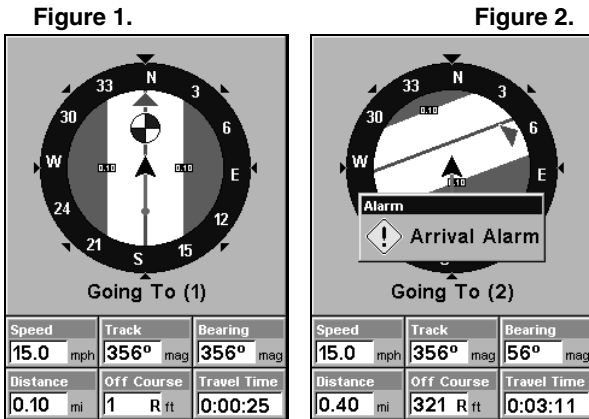 Figure 1.
33 N 3
30 6
W 0.10 0.10 E
24 12
21 S 15
Going To (1)
Speed Track Bearing
15.0 mph 356º mag 356º mag
Distance Off Course Travel Time
0.10 mi 1 R ft 0:00:25
Figure 2.
33 N 3
30 0.10 6
W 0.10 E
Alarm
! Arrival Alarm
Going To (2)
Speed Track Bearing
15.0 mph 356º mag 56º mag
Distance Off Course Travel Time
0.40 mi 321 R ft 0:03:11